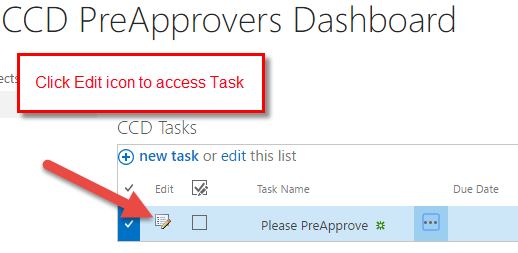 CCD PreApprovers Dashboard
ects
Click Edit icon to access Task
CCD Tasks
new task or edit this list
Edit Task Name Due Date
Please PreApprove